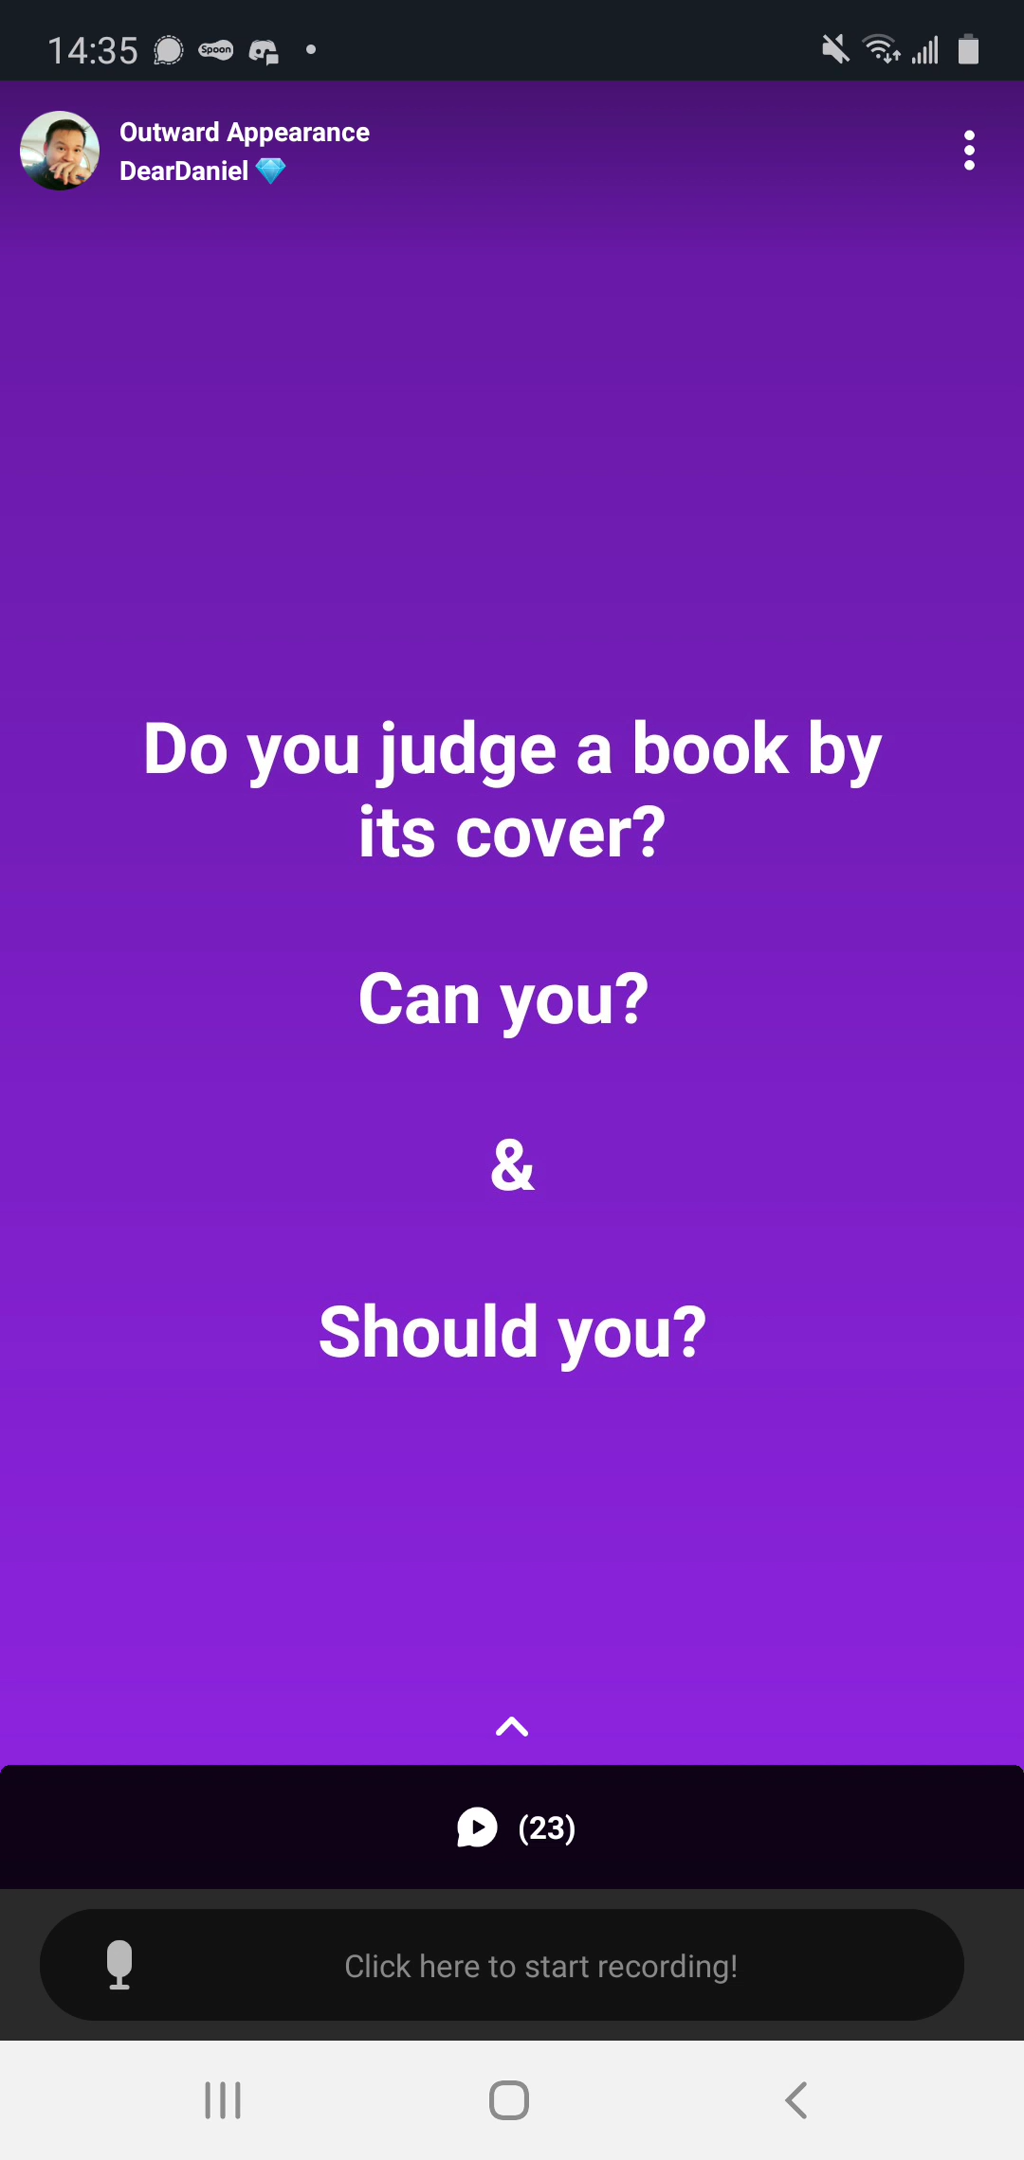 14:35
Spoon
Outward Appearance
DearDaniel 💎
Do you judge a book by
its cover?
Can you?
&
Should you?
(23)
Click here to start recording!